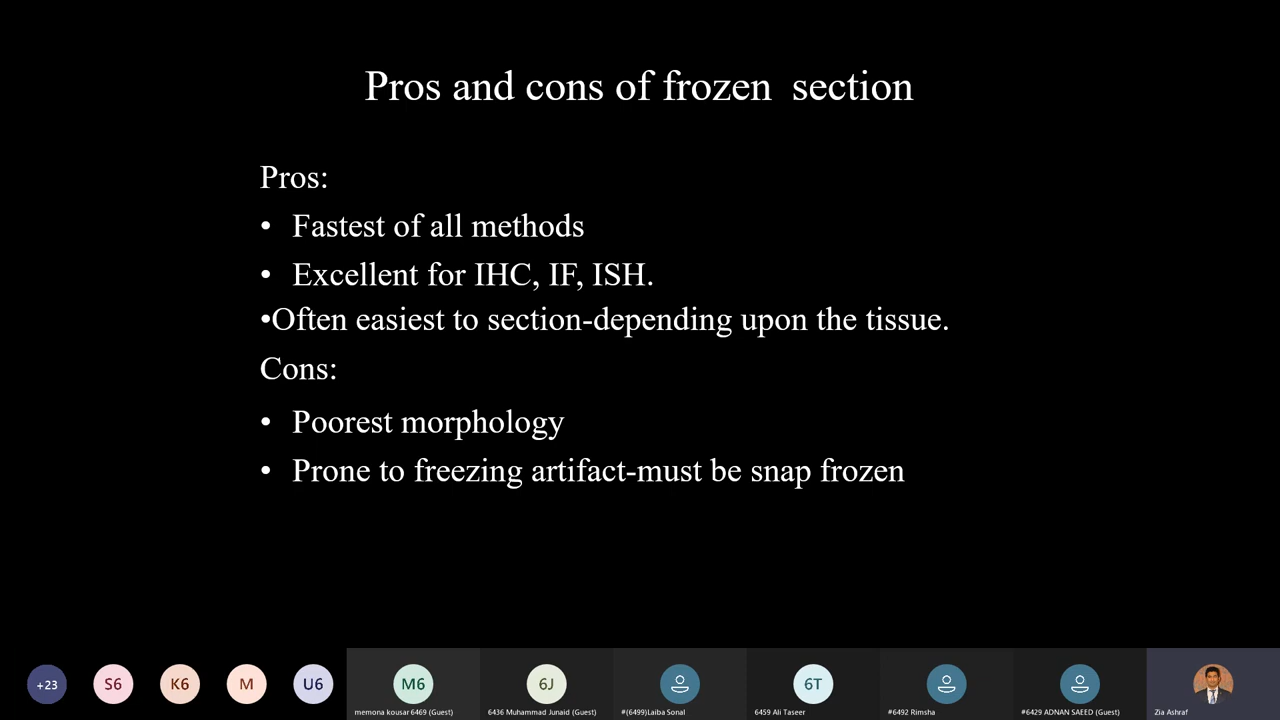 Pros and cons of frozen section
Pros:
• Fastest of all methods
• Excellent for IHC, IF, ISH.
•Often easiest to section-depending upon the tissue.
Cons:
• Poorest morphology
• Prone to freezing artifact-must be snap frozen
+23
S6
K6
M
U6
M6
6J
6T
memona kousar 6469 (Guest)
6436 Muhammad Junaid (Guest)
#(6499)Laiba Sonal
6459 Ali Taseer
#6492 Rimsha
#6429 ADNAN SAEED (Guest)
Zia Ashraf